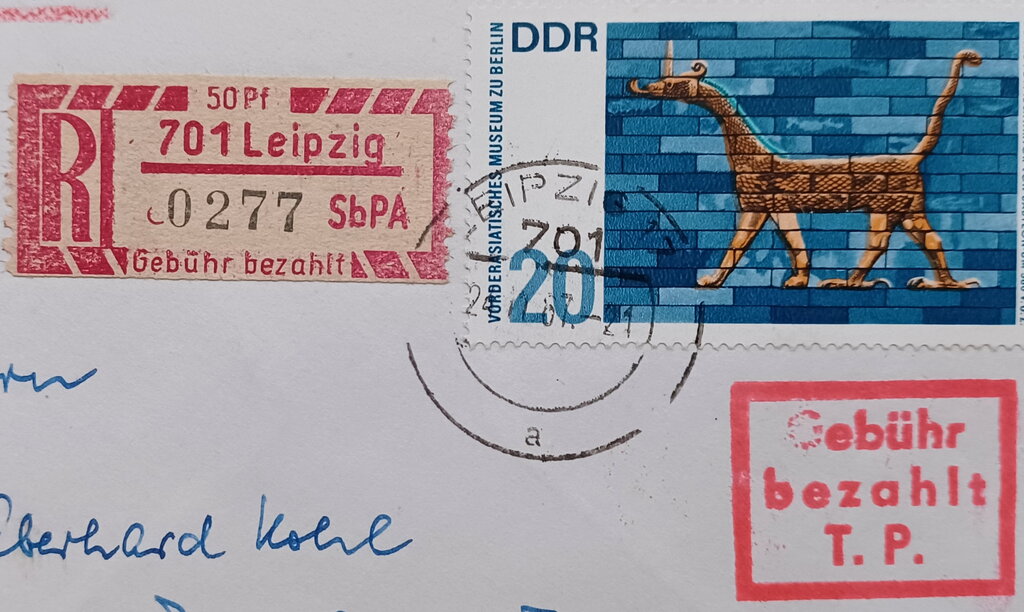 50 Pf
R
701 Leipzig
0277 SbPA
Gebühr bezahlt
DDR
VORDERASIATISCHES MUSEUM ZU BERLIN
20
LEIPZIG
701
a
Eberhard Kohl
Gebühr
bezahlt
T. P.